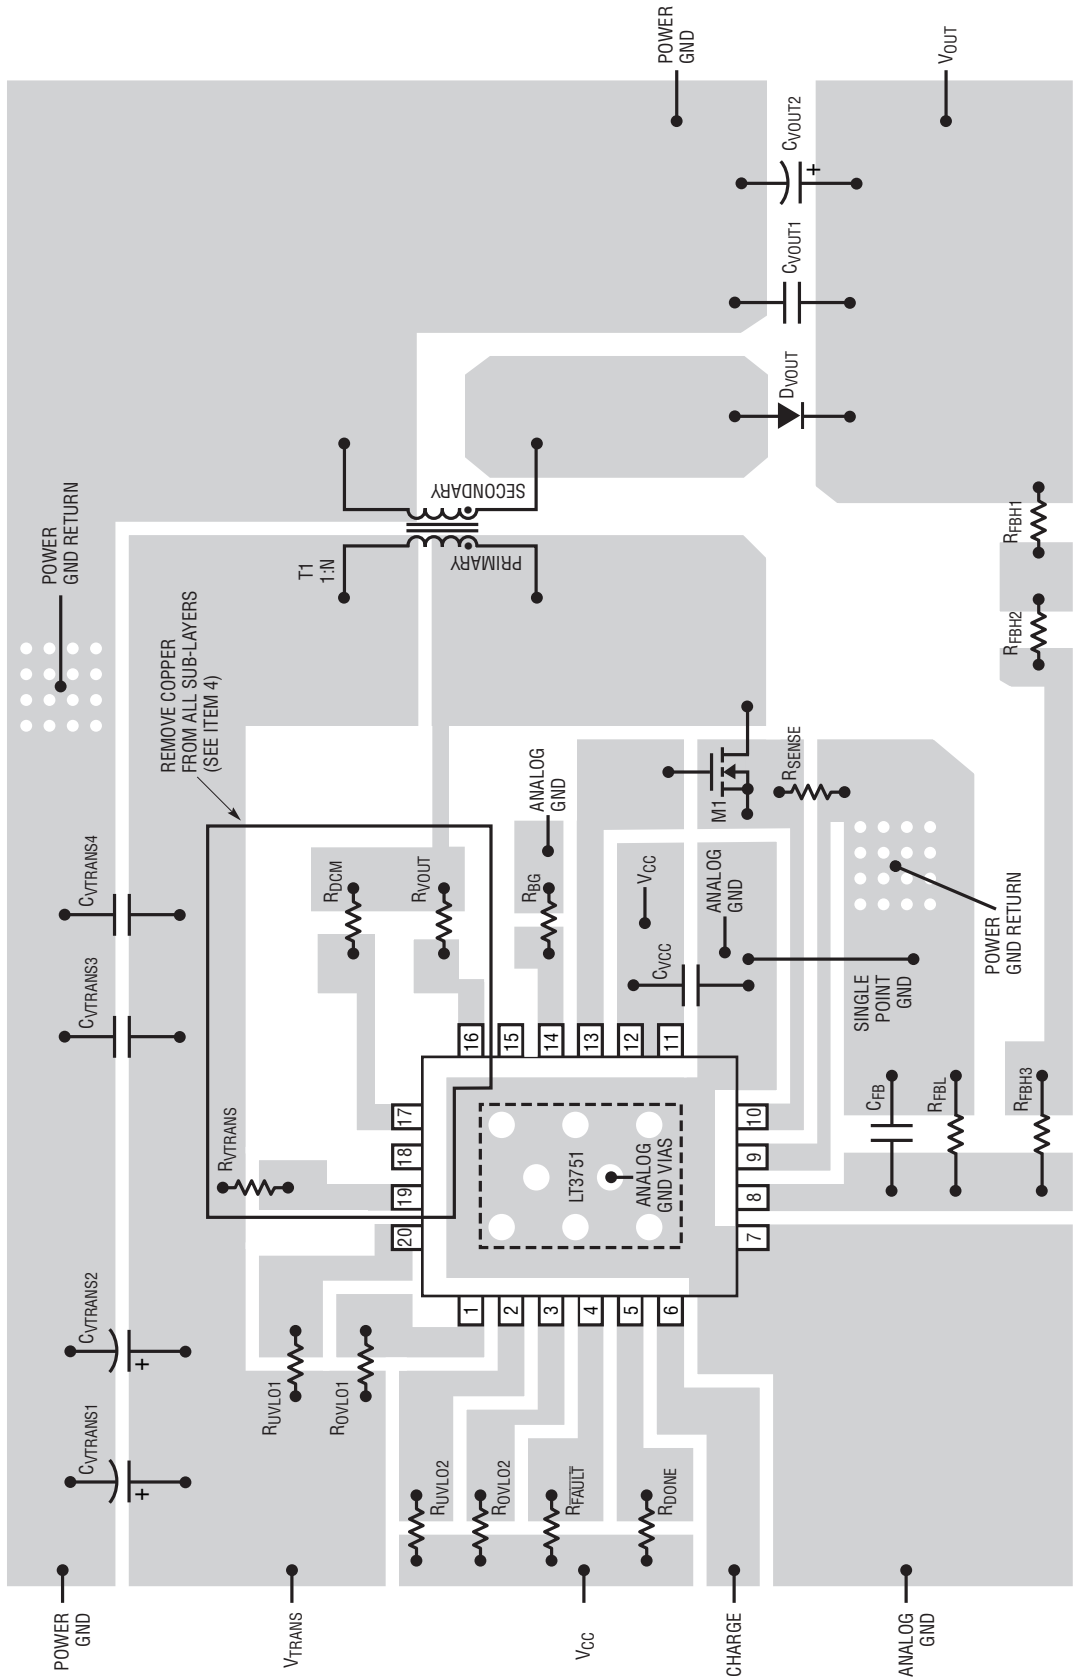 POWER
GND
VOUT
CVOUT2
+
CVOUT1
DVOUT
POWER
GND RETURN
SECONDARY
PRIMARY
T1
1:N
RFBH1
RFBH2
REMOVE COPPER
FROM ALL SUB-LAYERS
(SEE ITEM 4)
CVTRANS4
CVTRANS3
RDCM
RVOUT
RBG
ANALOG
GND
M1
RSENSE
VCC
ANALOG
GND
CVCC
POWER
GND RETURN
SINGLE
POINT
GND
16
15
14
13
12
11
RVTRANS
17
18
19
20
LT3751
ANALOG
GND VIAS
10
9
8
7
CFB
RFBL
RFBH3
1
2
3
4
5
6
CVTRANS2
+
CVTRANS1
+
RUVLO1
ROVLO1
RUVLO2
ROVLO2
RFAULT
RDONE
POWER
GND
VTRANS
VCC
CHARGE
ANALOG
GND